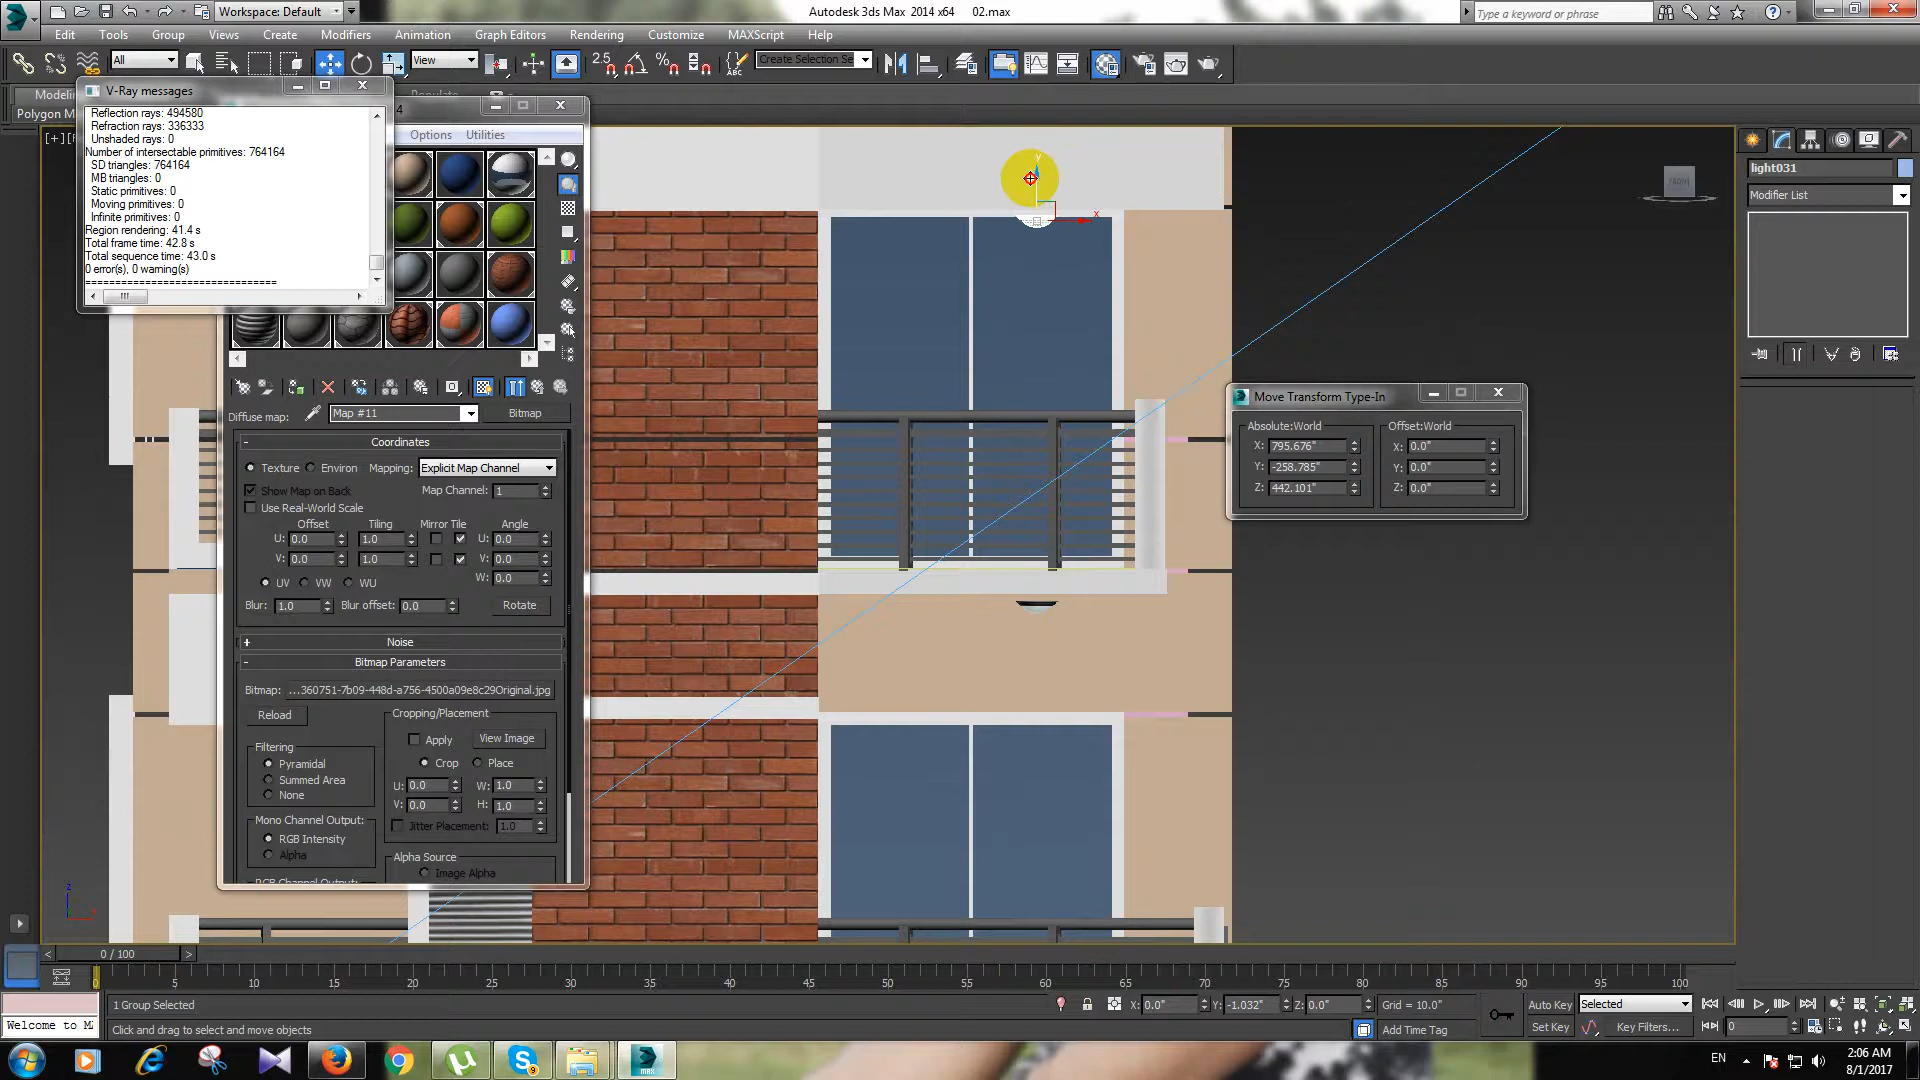 Workspace: Default
Autodesk 3ds Max 2014 x64 02.max
Type a keyword or phrase
Edit Tools Group Views Create Modifiers Animation Graph Editors Rendering Customize MAXScript Help
All
View
2.5
Create Selection Se
Populate
Polygon M
V-Ray messages
Reflection rays: 494580
Refraction rays: 336333
Unshaded rays: 0
Number of intersectable primitives: 764164
SD triangles: 764164
MB triangles: 0
Static primitives: 0
Moving primitives: 0
Infinite primitives: 0
Region rendering: 41.4 s
Total frame time: 42.8 s
Total sequence time: 43.0 s
0 error(s), 0 warning(s)
==============================
4
Options Utilities
Diffuse map: Map #11 Bitmap
- Coordinates
Texture Environ Mapping: Explicit Map Channel
Show Map on Back Map Channel: 1
Use Real-World Scale
Offset Tiling Mirror Tile Angle
U: 0.0 1.0 U: 0.0
V: 0.0 1.0 V: 0.0
W: 0.0
UV VW WU
Blur: 1.0 Blur offset: 0.0 Rotate
+ Noise
- Bitmap Parameters
Bitmap: ...360751-7b09-448d-a756-4500a09e8c29Original.jpg
Reload
Cropping/Placement
Apply View Image
Crop Place
U: 0.0 W: 1.0
V: 0.0 H: 1.0
Jitter Placement: 1.0
Filtering
Pyramidal
Summed Area
None
Mono Channel Output:
RGB Intensity
Alpha
Alpha Source
Image Alpha
RGB Channel Output:
y
x
FRONT
Move Transform Type-In
Absolute:World Offset:World
X: 795.676" X: 0.0"
Y: -258.785" Y: 0.0"
Z: 442.101" Z: 0.0"
light031
Modifier List
z
0 / 100
0 5 10 15 20 25 30 35 40 45 50 55 60 65 70 75 80 85 90 95 100
1 Group Selected
X: 0.0" Y: -1.032" Z: 0.0" Grid = 10.0"
Auto Key Selected
Welcome to MA
Click and drag to select and move objects
Add Time Tag
Set Key Key Filters...
0
EN
2:06 AM
8/1/2017